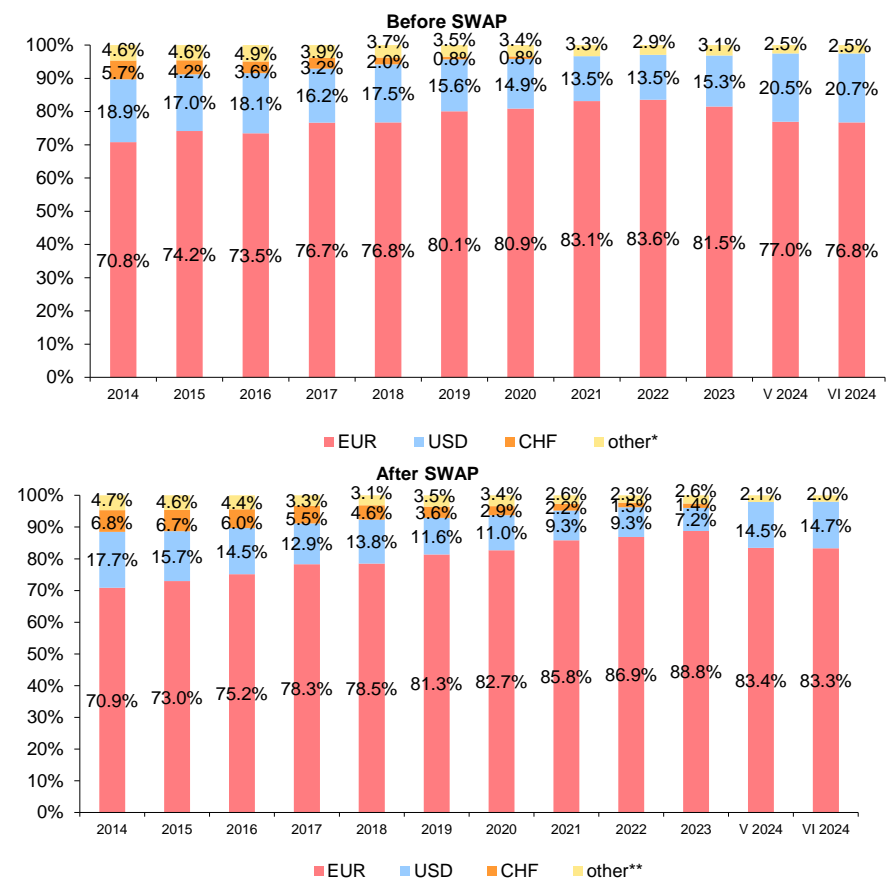 Before SWAP
100%
90%
80%
70%
60%
50%
40%
30%
20%
10%
0%
4.6% 4.6% 4.9% 3.9% 3.7% 3.5% 3.4% 3.3% 2.9% 3.1% 2.5% 2.5%
5.7% 4.2% 3.6% 3.2% 2.0% 0.8% 0.8%
18.9% 17.0% 18.1% 16.2% 17.5% 15.6% 14.9% 13.5% 13.5% 15.3% 20.5% 20.7%
70.8% 74.2% 73.5% 76.7% 76.8% 80.1% 80.9% 83.1% 83.6% 81.5% 77.0% 76.8%
2014 2015 2016 2017 2018 2019 2020 2021 2022 2023 V 2024 VI 2024
EUR USD CHF other*
After SWAP
100%
90%
80%
70%
60%
50%
40%
30%
20%
10%
0%
4.7% 4.6% 4.4% 3.3% 3.1% 3.5% 3.4% 2.6% 2.3% 2.6% 2.1% 2.0%
6.8% 6.7% 6.0% 5.5% 4.6% 3.6% 2.9% 2.2% 1.5% 1.4%
17.7% 15.7% 14.5% 12.9% 13.8% 11.6% 11.0% 9.3% 9.3% 7.2% 14.5% 14.7%
70.9% 73.0% 75.2% 78.3% 78.5% 81.3% 82.7% 85.8% 86.9% 88.8% 83.4% 83.3%
2014 2015 2016 2017 2018 2019 2020 2021 2022 2023 V 2024 VI 2024
EUR USD CHF other**